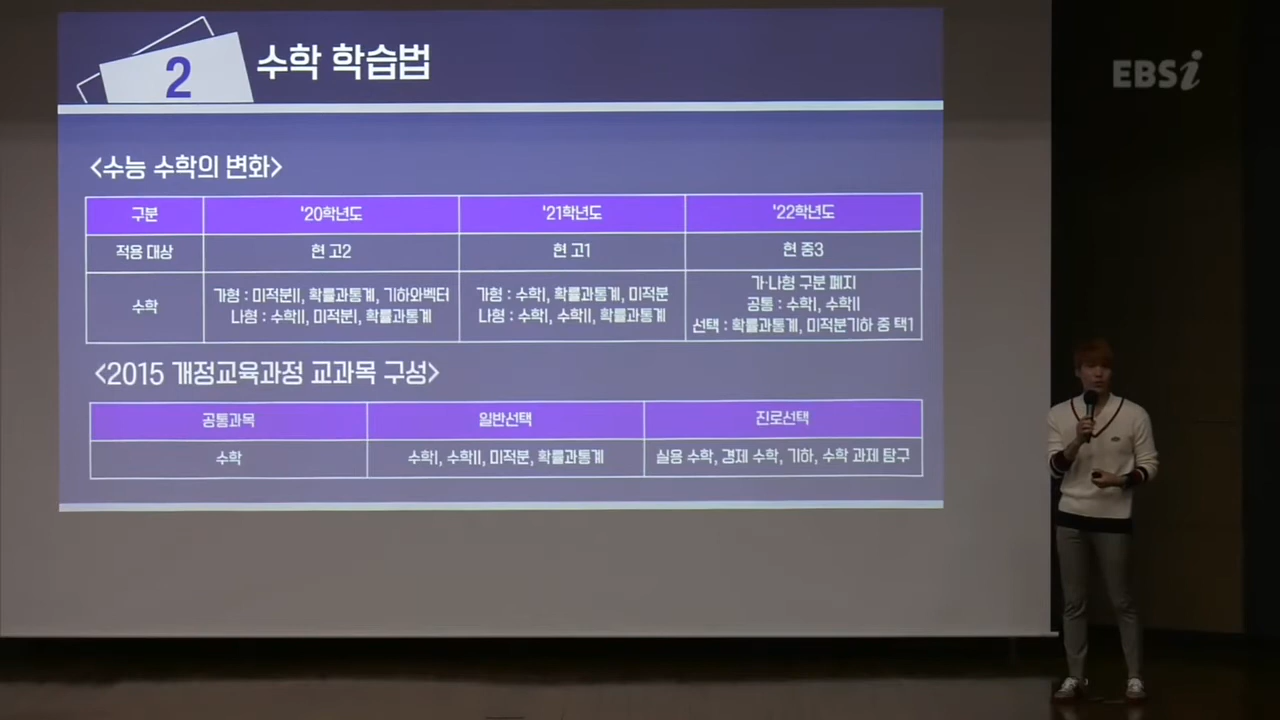 2 수학 학습법
EBSi
<수능 수학의 변화>
구분 '20학년도 '21학년도 '22학년도
적용 대상 현 고2 현 고1 현 중3
수학
가형 : 미적분II, 확률과통계, 기하와벡터
나형 : 수학II, 미적분I, 확률과통계
가형 : 수학I, 확률과통계, 미적분
나형 : 수학I, 수학II, 확률과통계
가·나형 구분 폐지
공통 : 수학I, 수학II
선택 : 확률과통계, 미적분기하 중 택1
<2015 개정교육과정 교과목 구성>
공통과목 일반선택 진로선택
수학 수학I, 수학II, 미적분, 확률과통계 실용 수학, 경제 수학, 기하, 수학 과제 탐구